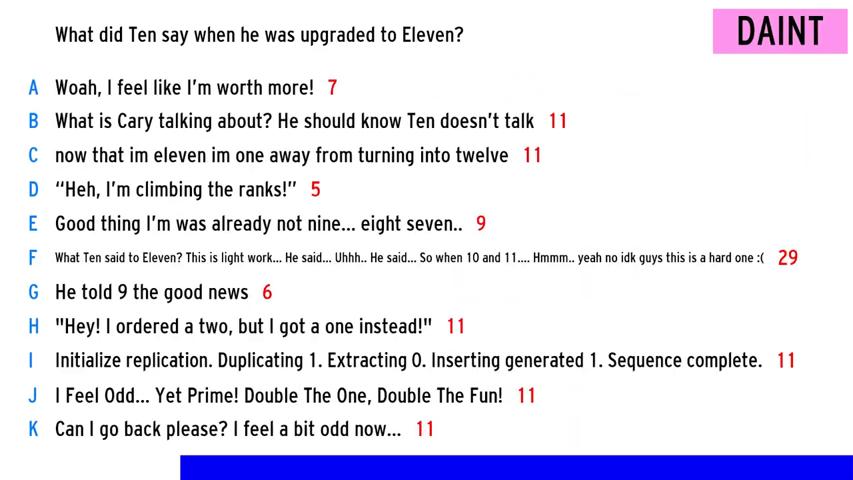 What did Ten say when he was upgraded to Eleven?
DAINT
A Woah, I feel like I'm worth more! 7
B What is Cary talking about? He should know Ten doesn't talk 11
C now that im eleven im one away from turning into twelve 11
D “Heh, I'm climbing the ranks!” 5
E Good thing I'm was already not nine... eight seven.. 9
F What Ten said to Eleven? This is light work... He said... Uhhh.. He said... So when 10 and 11.... Hmmm.. yeah no idk guys this is a hard one :( 29
G He told 9 the good news 6
H "Hey! I ordered a two, but I got a one instead!" 11
I Initialize replication. Duplicating 1. Extracting 0. Inserting generated 1. Sequence complete. 11
J I Feel Odd... Yet Prime! Double The One, Double The Fun! 11
K Can I go back please? I feel a bit odd now... 11